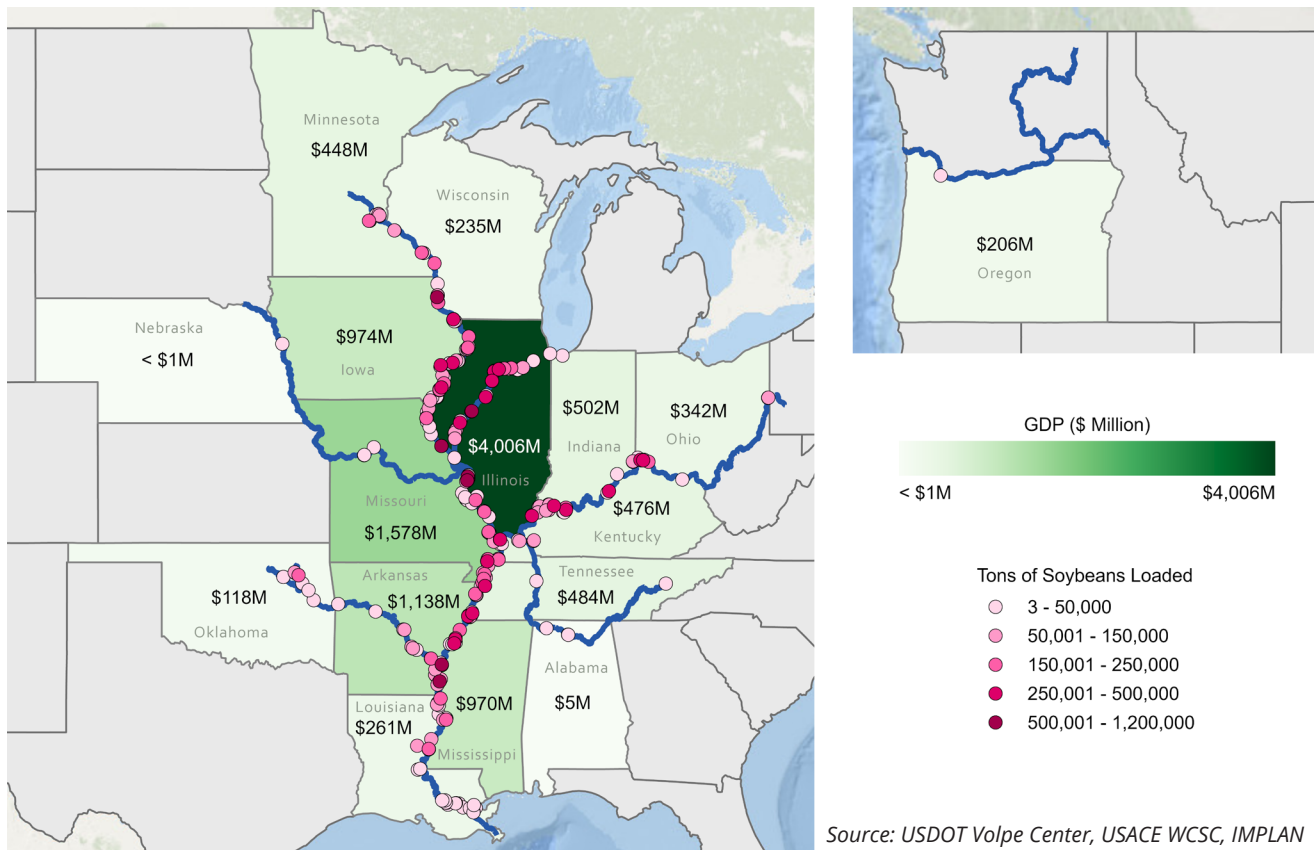 Minnesota
$448M
Wisconsin
$235M
Nebraska
< $1M
$974M
Iowa
$4,006M
Illinois
$502M
Indiana
$342M
Ohio
Missouri
$1,578M
$476M
Kentucky
Arkansas
$1,138M
Tennessee
$484M
$118M
Oklahoma
Alabama
$5M
Louisiana
$261M
$970M
Mississippi
$206M
Oregon
GDP ($ Million)
< $1M
$4,006M
Tons of Soybeans Loaded
3 - 50,000
50,001 - 150,000
150,001 - 250,000
250,001 - 500,000
500,001 - 1,200,000
Source: USDOT Volpe Center, USACE WCSC, IMPLAN